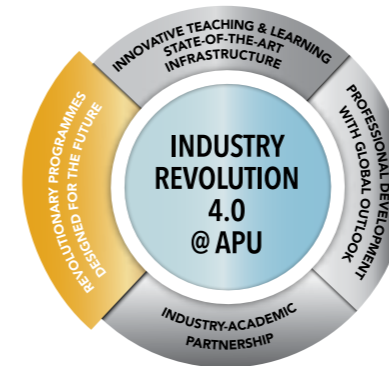 INNOVATIVE TEACHING & LEARNING
STATE-OF-THE-ART
INFRASTRUCTURE
PROFESSIONAL DEVELOPMENT
WITH GLOBAL OUTLOOK
INDUSTRY-ACADEMIC
PARTNERSHIP
REVOLUTIONARY PROGRAMMES
DESIGNED FOR THE FUTURE
INDUSTRY
REVOLUTION
4.0
@ APU